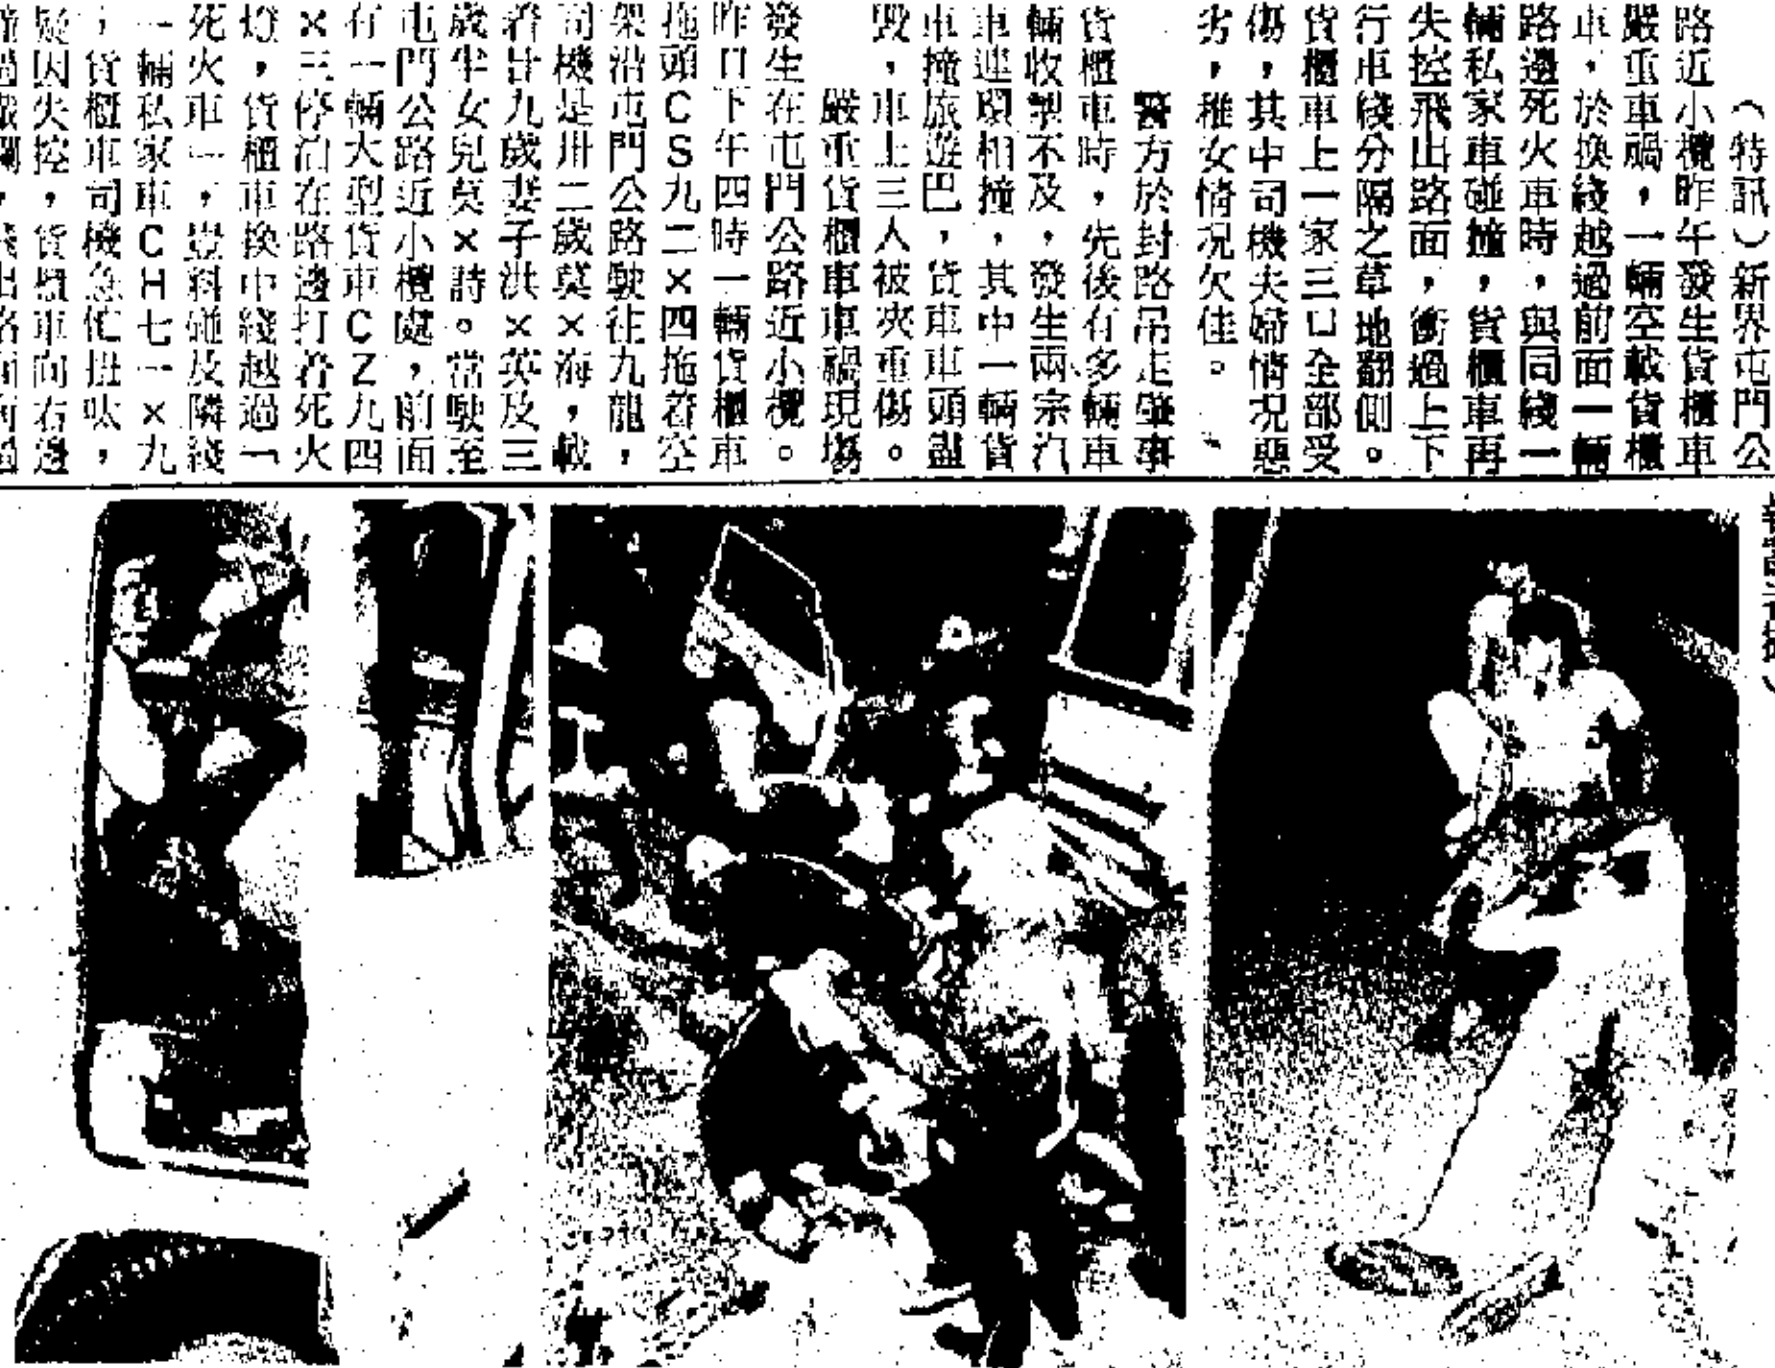 （特訊）新界屯門公
路近小欖昨午發生貨櫃車
嚴重車禍，一輛空載貨櫃
車，於換綫越過前面一輛
路邊死火車時，與同綫一
輛私家車碰撞，貨櫃車再
失控飛出路面，衝過上下
行車綫分隔之草地翻側。
貨櫃車上一家三口全部受
傷，其中司機夫婦情况惡
劣，稚女情况欠佳。
警方於封路吊走肇事
貨櫃車時，先後有多輛車
輛收掣不及，發生兩宗汽
車連環相撞，其中一輛貨
車撞旅遊巴，貨車車頭盡
毁，車上三人被夾重傷。
嚴重貨櫃車車禍現場
發生在屯門公路近小欖。
昨日下午四時一輛貨櫃車
拖頭ＣＳ九二×四拖着空
架沿屯門公路駛往九龍，
司機是卅二歲莫×海，載
着廿九歲妻子洪×英及三
歲半女兒莫×詩。當駛至
屯門公路近小欖處，前面
有一輛大型貨車ＣＺ九四
×三停泊在路邊打着死火
燈，貨櫃車換中綫越過「
死火車」，豈料碰及隣綫
一輛私家車ＣＨ七一×九
，貨櫃車司機急忙扭呔，
疑因失控，貨櫃車向右邊